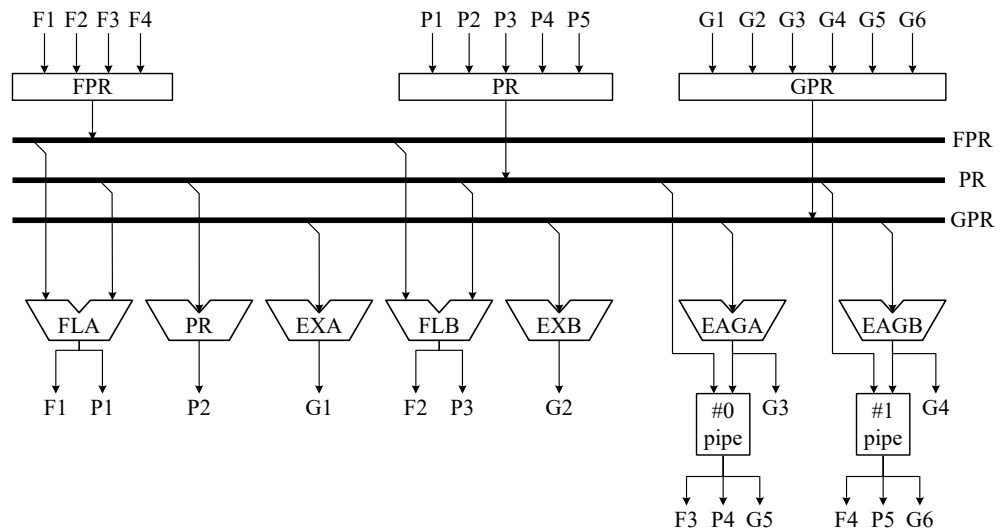 F1 F2 F3 F4 P1 P2 P3 P4 P5 G1 G2 G3 G4 G5 G6
FPR PR GPR
FPR
PR
GPR
FLA PR EXA FLB EXB EAGA EAGB
F1 P1 P2 G1 F2 P3 G2 #0 G3 #1 G4
pipe pipe
F3 P4 G5 F4 P5 G6